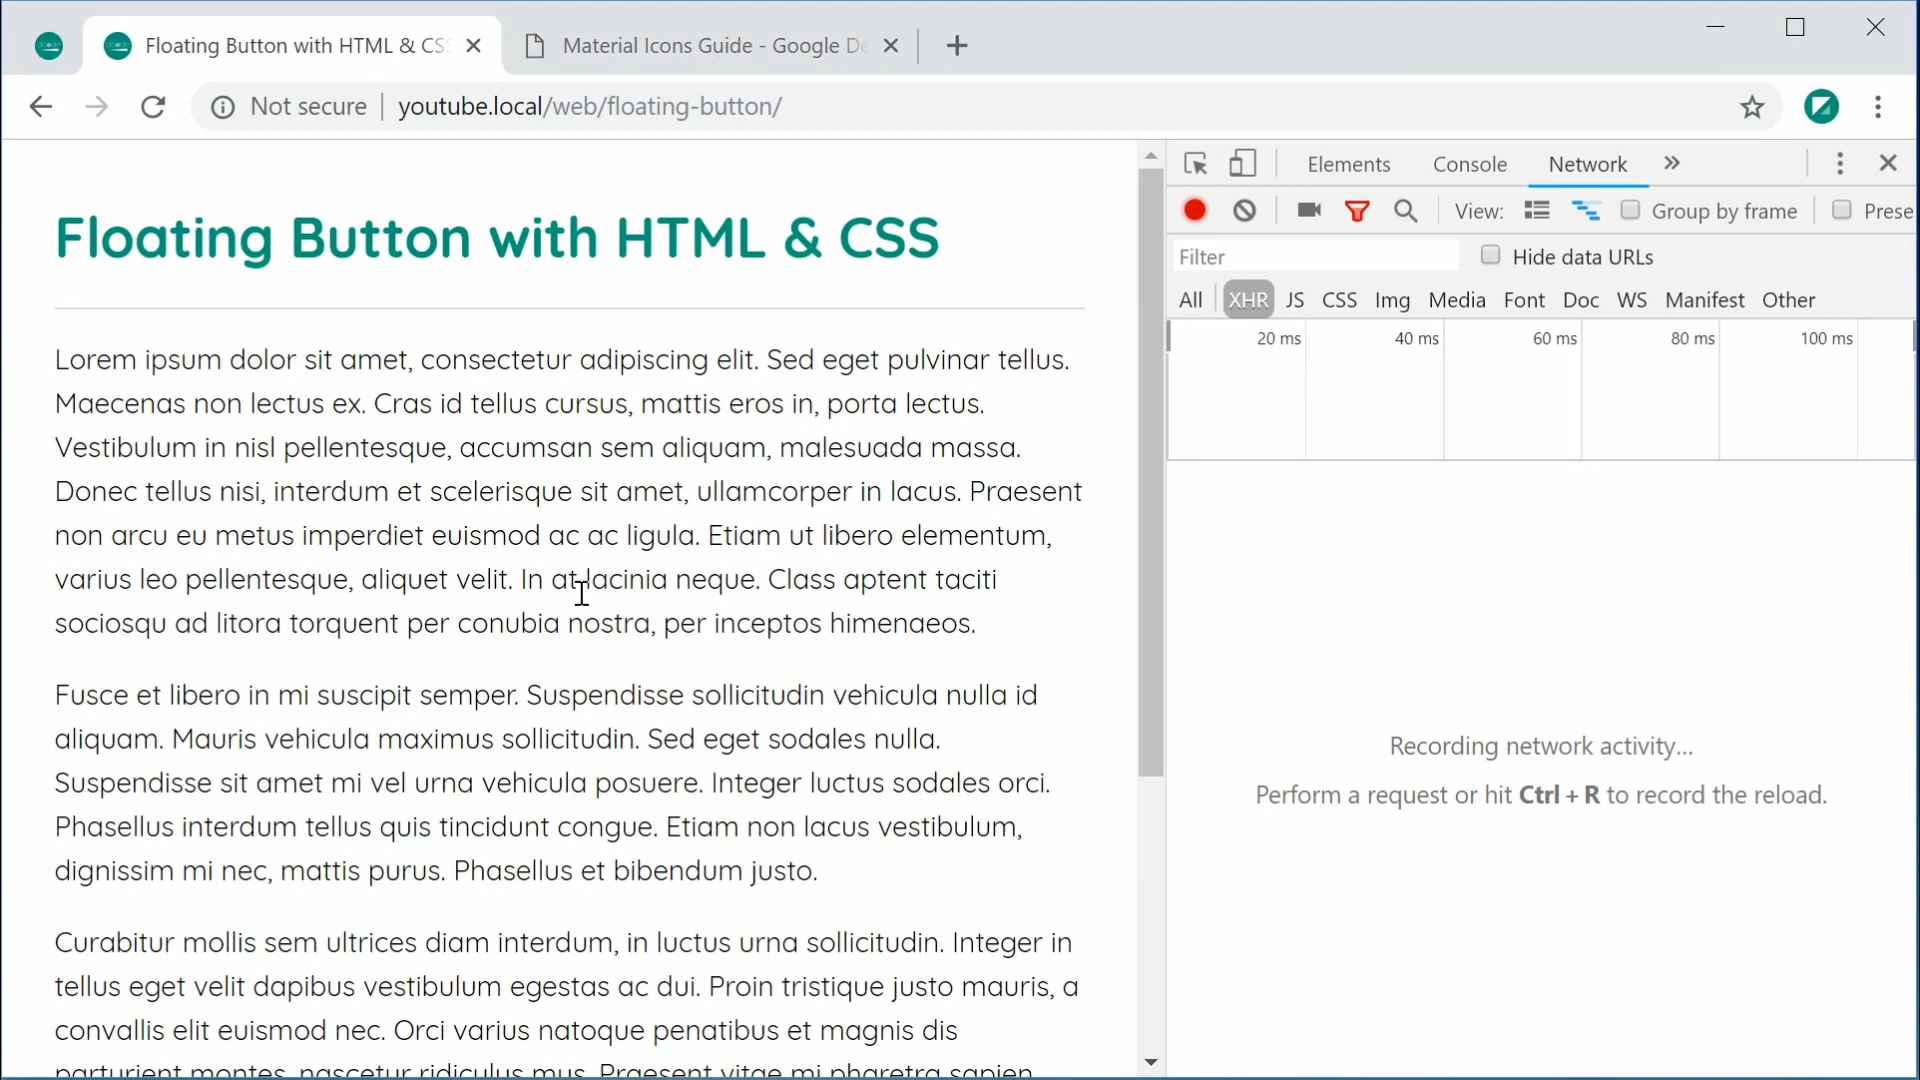 Floating Button with HTML & CSS
Material Icons Guide - Google De
Not secure youtube.local/web/floating-button/
Elements Console Network
View: Group by frame Prese
Filter Hide data URLs
All XHR JS CSS Img Media Font Doc WS Manifest Other
20 ms 40 ms 60 ms 80 ms 100 ms
Recording network activity...
Perform a request or hit Ctrl + R to record the reload.
Floating Button with HTML & CSS
Lorem ipsum dolor sit amet, consectetur adipiscing elit. Sed eget pulvinar tellus.
Maecenas non lectus ex. Cras id tellus cursus, mattis eros in, porta lectus.
Vestibulum in nisl pellentesque, accumsan sem aliquam, malesuada massa.
Donec tellus nisi, interdum et scelerisque sit amet, ullamcorper in lacus. Praesent
non arcu eu metus imperdiet euismod ac ac ligula. Etiam ut libero elementum,
varius leo pellentesque, aliquet velit. In at lacinia neque. Class aptent taciti
sociosqu ad litora torquent per conubia nostra, per inceptos himenaeos.
Fusce et libero in mi suscipit semper. Suspendisse sollicitudin vehicula nulla id
aliquam. Mauris vehicula maximus sollicitudin. Sed eget sodales nulla.
Suspendisse sit amet mi vel urna vehicula posuere. Integer luctus sodales orci.
Phasellus interdum tellus quis tincidunt congue. Etiam non lacus vestibulum,
dignissim mi nec, mattis purus. Phasellus et bibendum justo.
Curabitur mollis sem ultrices diam interdum, in luctus urna sollicitudin. Integer in
tellus eget velit dapibus vestibulum egestas ac dui. Proin tristique justo mauris, a
convallis elit euismod nec. Orci varius natoque penatibus et magnis dis
parturient montes, nascetur ridiculus mus. Praesent vitae mi pharetra sapien